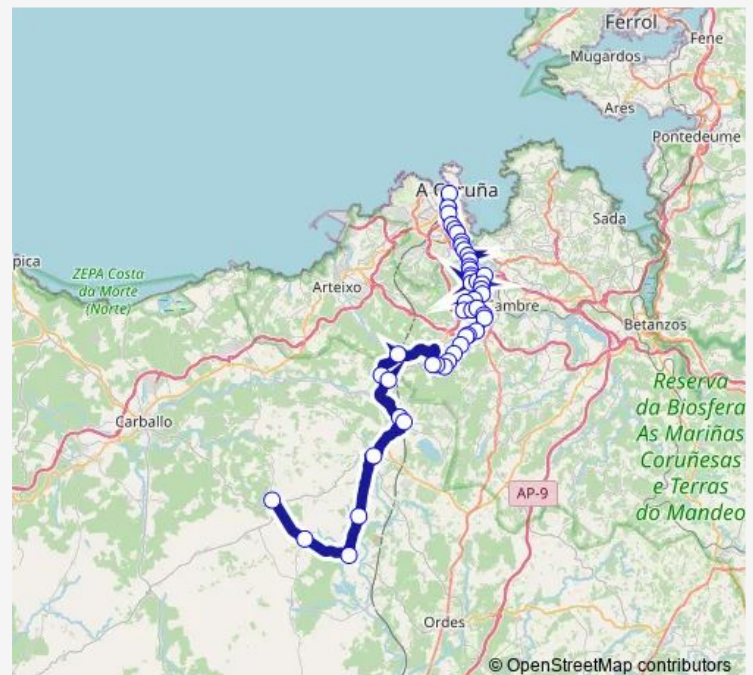 Ferrol
Fene
Mugardos
Ares
Pontedeume
A Coruña
Sada
pica
ZEPA Costa
da Morte
(Norte)
Arteixo
ambre
Betanzos
Reserva
da Biosfera
As Mariñas
Coruñesas
e Terras
do Mandeo
Carballo
AP-9
Ordes
© OpenStreetMap contributors